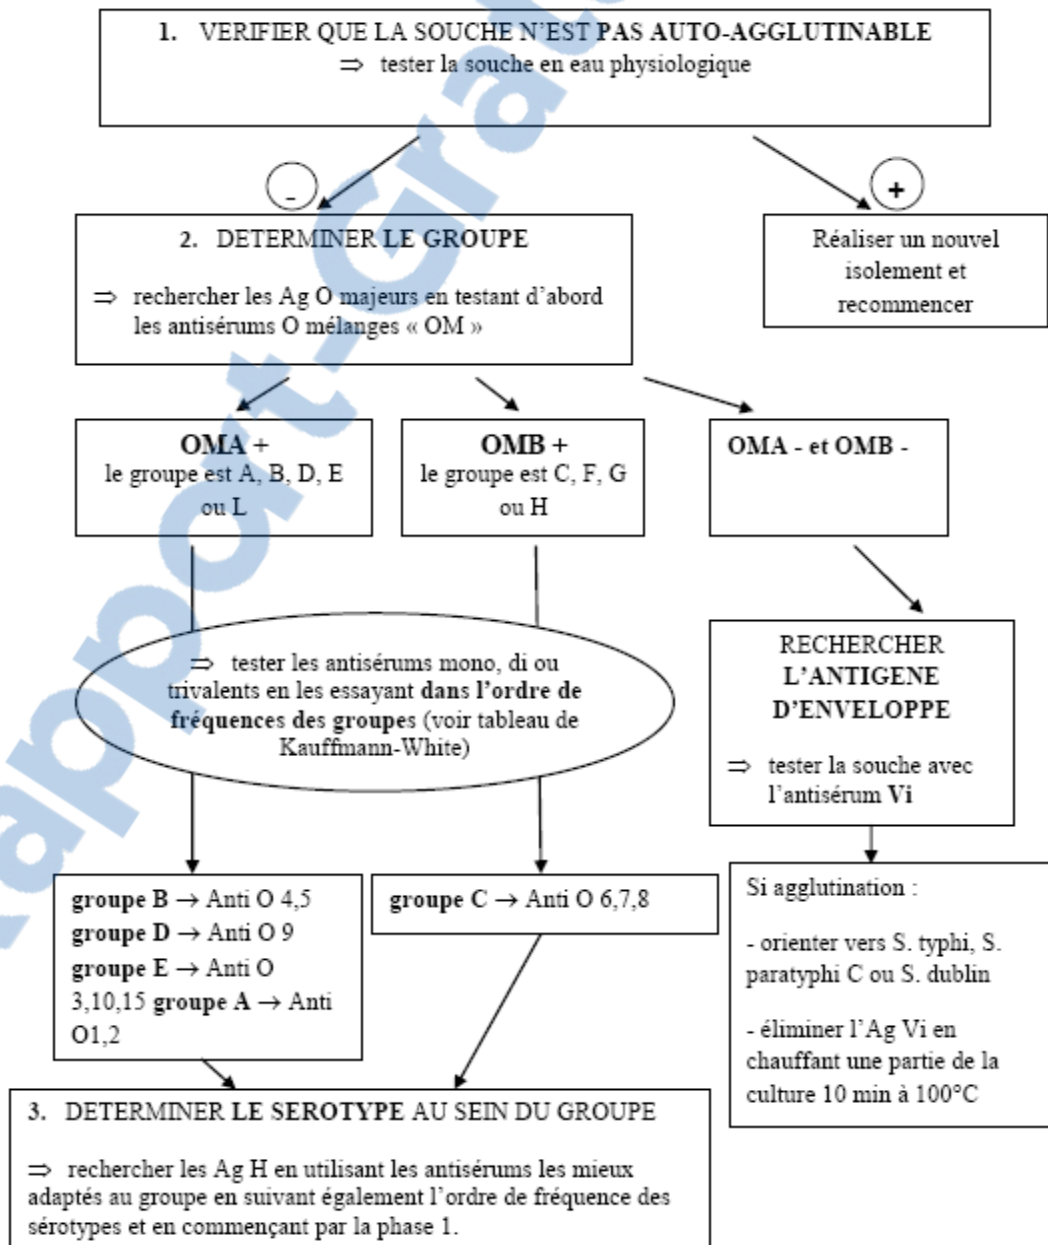 1. VERIFIER QUE LA SOUCHE N'EST PAS AUTO-AGGLUTINABLE
⇒ tester la souche en eau physiologique
-
+
2. DETERMINER LE GROUPE
⇒ rechercher les Ag O majeurs en testant d'abord
les antisérums O mélanges « OM »
Réaliser un nouvel
isolement et
recommencer
OMA +
le groupe est A, B, D, E
ou L
OMB +
le groupe est C, F, G
ou H
OMA - et OMB -
⇒ tester les antisérums mono, di ou
trivalents en les essayant dans l'ordre de
fréquences des groupes (voir tableau de
Kauffmann-White)
RECHERCHER
L'ANTIGENE
D'ENVELOPPE
⇒ tester la souche avec
l'antisérum Vi
groupe B → Anti O 4,5
groupe D → Anti O 9
groupe E → Anti O
3,10,15 groupe A → Anti
O1,2
groupe C → Anti O 6,7,8
Si agglutination :
- orienter vers S. typhi, S.
paratyphi C ou S. dublin
- éliminer l'Ag Vi en
chauffant une partie de la
culture 10 min à 100°C
3. DETERMINER LE SEROTYPE AU SEIN DU GROUPE
⇒ rechercher les Ag H en utilisant les antisérums les mieux
adaptés au groupe en suivant également l'ordre de fréquence des
sérotypes et en commençant par la phase 1.